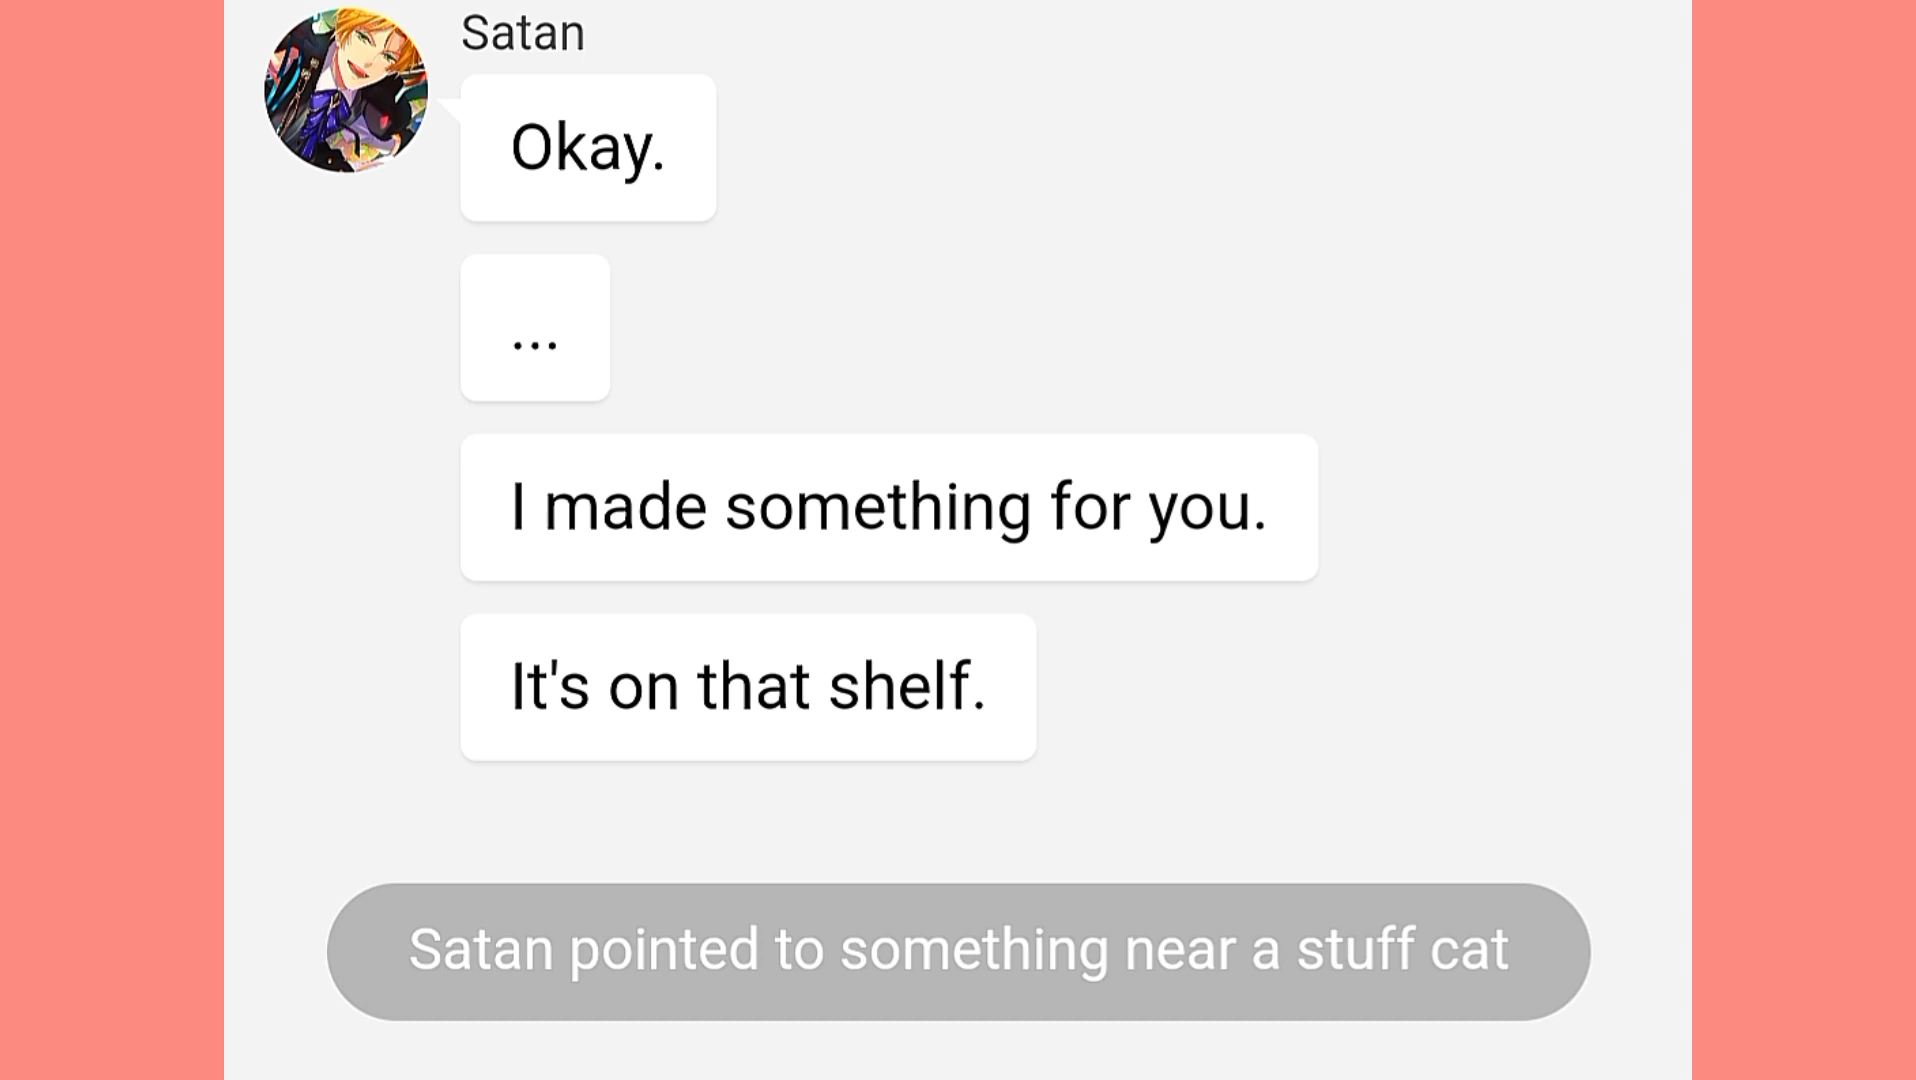 Satan
Okay.
...
I made something for you.
It's on that shelf.
Satan pointed to something near a stuff cat